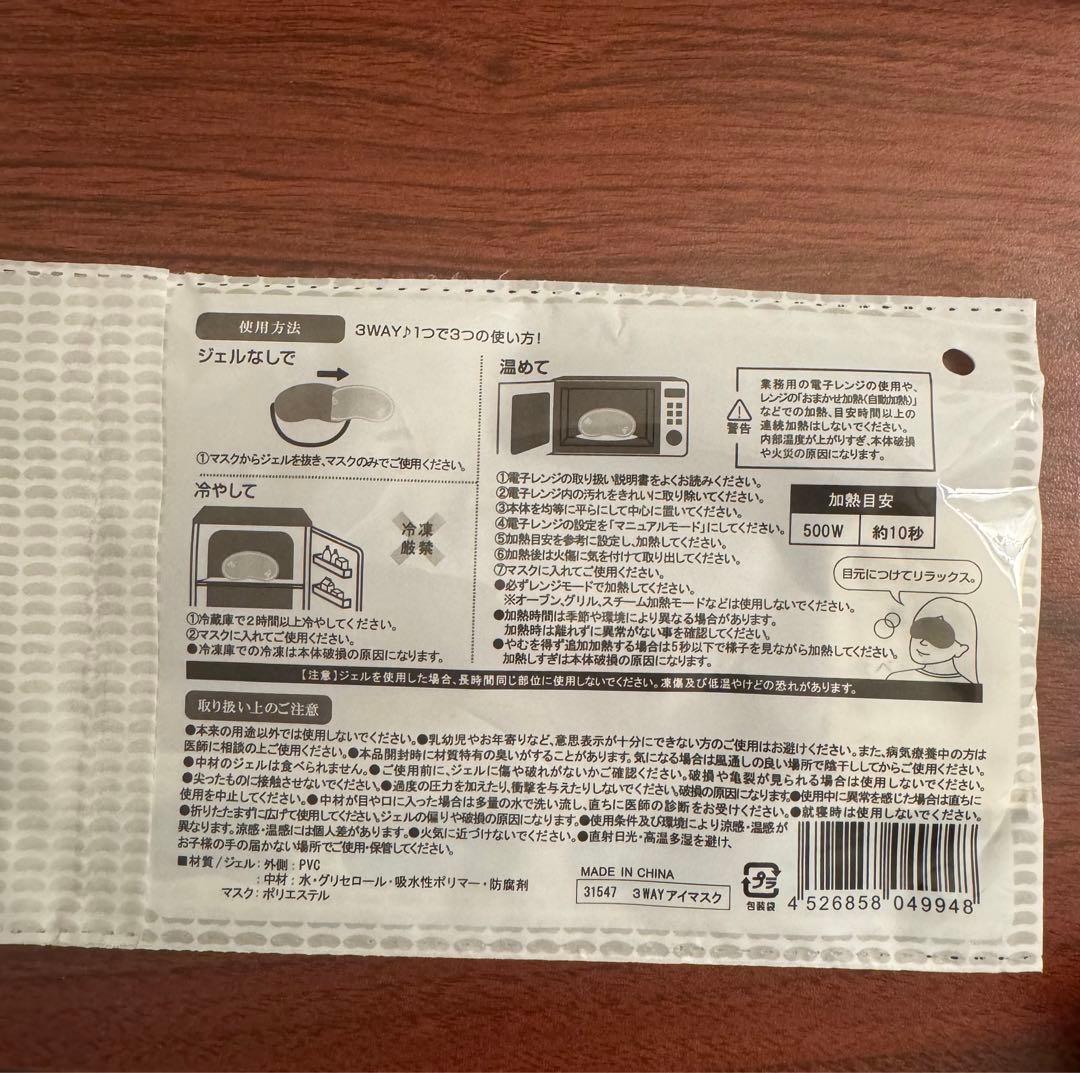 使用方法
3WAY♪1つで3つの使い方!
ジェルなしで
①マスクからジェルを抜き、マスクのみでご使用ください。
冷やして
冷凍
厳禁
①冷蔵庫で2時間以上冷やしてください。
②マスクに入れてご使用ください。
●冷凍庫での冷凍は本体破損の原因になります。
温めて
警告
業務用の電子レンジの使用や、
レンジの「おまかせ加熱〈自動加熱〉」
などでの加熱、目安時間以上の
連続加熱はしないでください。
内部温度が上がりすぎ、本体破損
や火災の原因になります。
①電子レンジの取り扱い説明書をよくお読みください。
②電子レンジ内の汚れをきれいに取り除いてください。
③本体を均等に平らにして中心に置いてください。
④電子レンジの設定を「マニュアルモード」にしてください。
⑤加熱目安を参考に設定し、加熱してください。
⑥加熱後は火傷に気を付けて取り出してください。
⑦マスクに入れてご使用ください。
●必ずレンジモードで加熱してください。
※オーブン、グリル、スチーム加熱モードなどは使用しないでください。
●加熱時間は季節や環境により異なる場合があります。
加熱時は離れずに異常がない事を確認してください。
●やむを得ず追加加熱する場合は5秒以下で様子を見ながら加熱してください。
加熱しすぎは本体破損の原因になります。
加熱目安
500W 約10秒
目元につけてリラックス。
【注意】ジェルを使用した場合、長時間同じ部位に使用しないでください。凍傷及び低温やけどの恐れがあります。
取り扱い上のご注意
●本来の用途以外では使用しないでください。●乳幼児やお年寄りなど、意思表示が十分にできない方のご使用はお避けください。また、病気療養中の方は
医師に相談の上ご使用ください。●本品開封時に材質特有の臭いがすることがあります。気になる場合は風通しの良い場所で陰干ししてからご使用ください。
●中材のジェルは食べられません。●ご使用前に、ジェルに傷や破れがないかご確認ください。破損や亀裂が見られる場合は使用しないでください。
●尖ったものに接触させないでください。●過度の圧力を加えたり、衝撃を与えたりしないでください。破損の原因になります。●使用中に異常を感じた場合は直ちに
使用を中止してください。●中材が目や口に入った場合は多量の水で洗い流し、直ちに医師の診断をお受けください。●就寝時は使用しないでください。
●折りたたまずに広げて使用してください。ジェルの偏りや破損の原因になります。●使用条件及び環境により涼感・温感が
異なります。涼感・温感には個人差があります。●火気に近づけないでください。●直射日光・高温多湿を避け、
お子様の手の届かない場所でご使用・保管してください。
■材質/ジェル:外側:PVC
:中材:水・グリセロール・吸水性ポリマー・防腐剤
マスク:ポリエステル
MADE IN CHINA
31547 3WAYアイマスク
プラ
包装袋
4 526858 049948